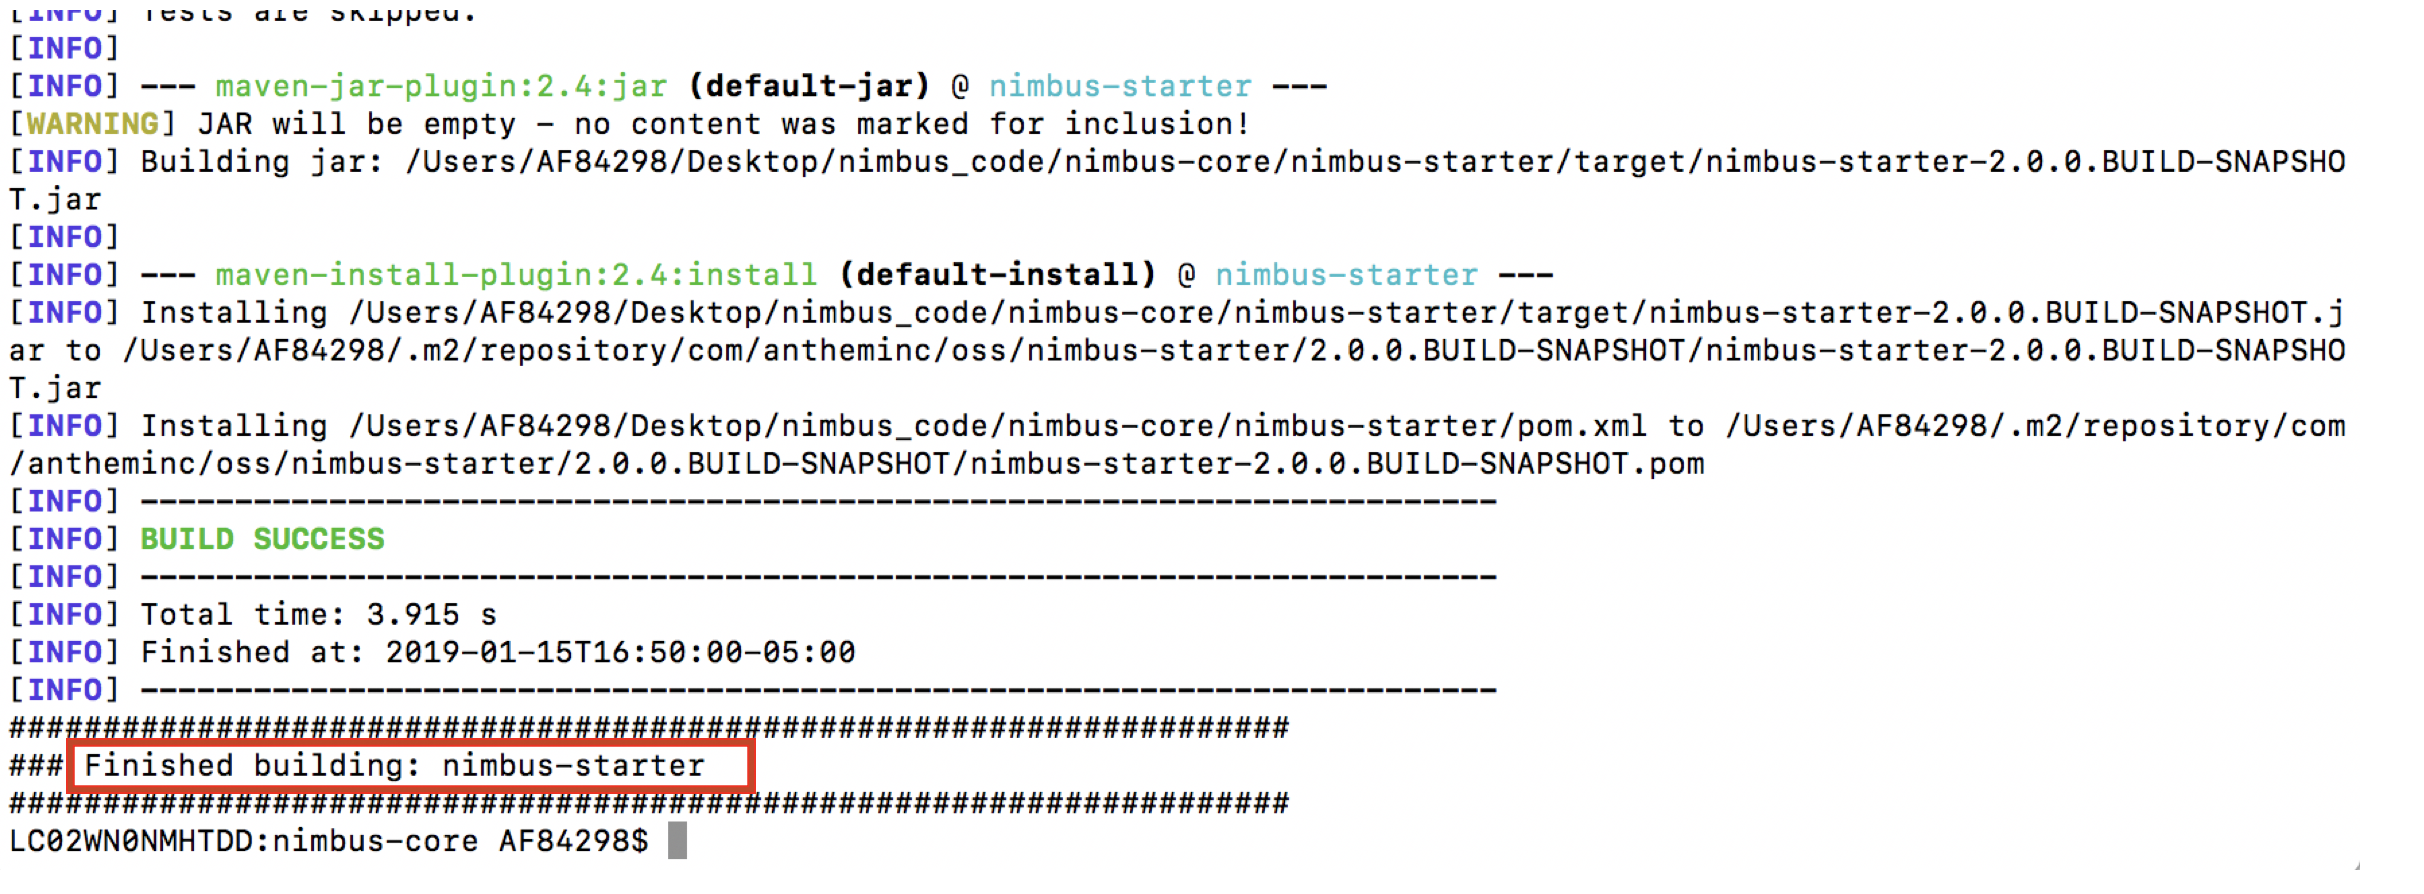 [INFO] Tests are skipped.
[INFO]
[INFO] --- maven-jar-plugin:2.4:jar (default-jar) @ nimbus-starter ---
[WARNING] JAR will be empty - no content was marked for inclusion!
[INFO] Building jar: /Users/AF84298/Desktop/nimbus_code/nimbus-core/nimbus-starter/target/nimbus-starter-2.0.0.BUILD-SNAPSHO
T.jar
[INFO]
[INFO] --- maven-install-plugin:2.4:install (default-install) @ nimbus-starter ---
[INFO] Installing /Users/AF84298/Desktop/nimbus_code/nimbus-core/nimbus-starter/target/nimbus-starter-2.0.0.BUILD-SNAPSHOT.j
ar to /Users/AF84298/.m2/repository/com/antheminc/oss/nimbus-starter/2.0.0.BUILD-SNAPSHOT/nimbus-starter-2.0.0.BUILD-SNAPSHO
T.jar
[INFO] Installing /Users/AF84298/Desktop/nimbus_code/nimbus-core/nimbus-starter/pom.xml to /Users/AF84298/.m2/repository/com
/antheminc/oss/nimbus-starter/2.0.0.BUILD-SNAPSHOT/nimbus-starter-2.0.0.BUILD-SNAPSHOT.pom
[INFO] ------------------------------------------------------------------------
[INFO] BUILD SUCCESS
[INFO] ------------------------------------------------------------------------
[INFO] Total time: 3.915 s
[INFO] Finished at: 2019-01-15T16:50:00-05:00
[INFO] ------------------------------------------------------------------------
####################################################################
### Finished building: nimbus-starter
####################################################################
LC02WN0NMHTDD:nimbus-core AF84298$